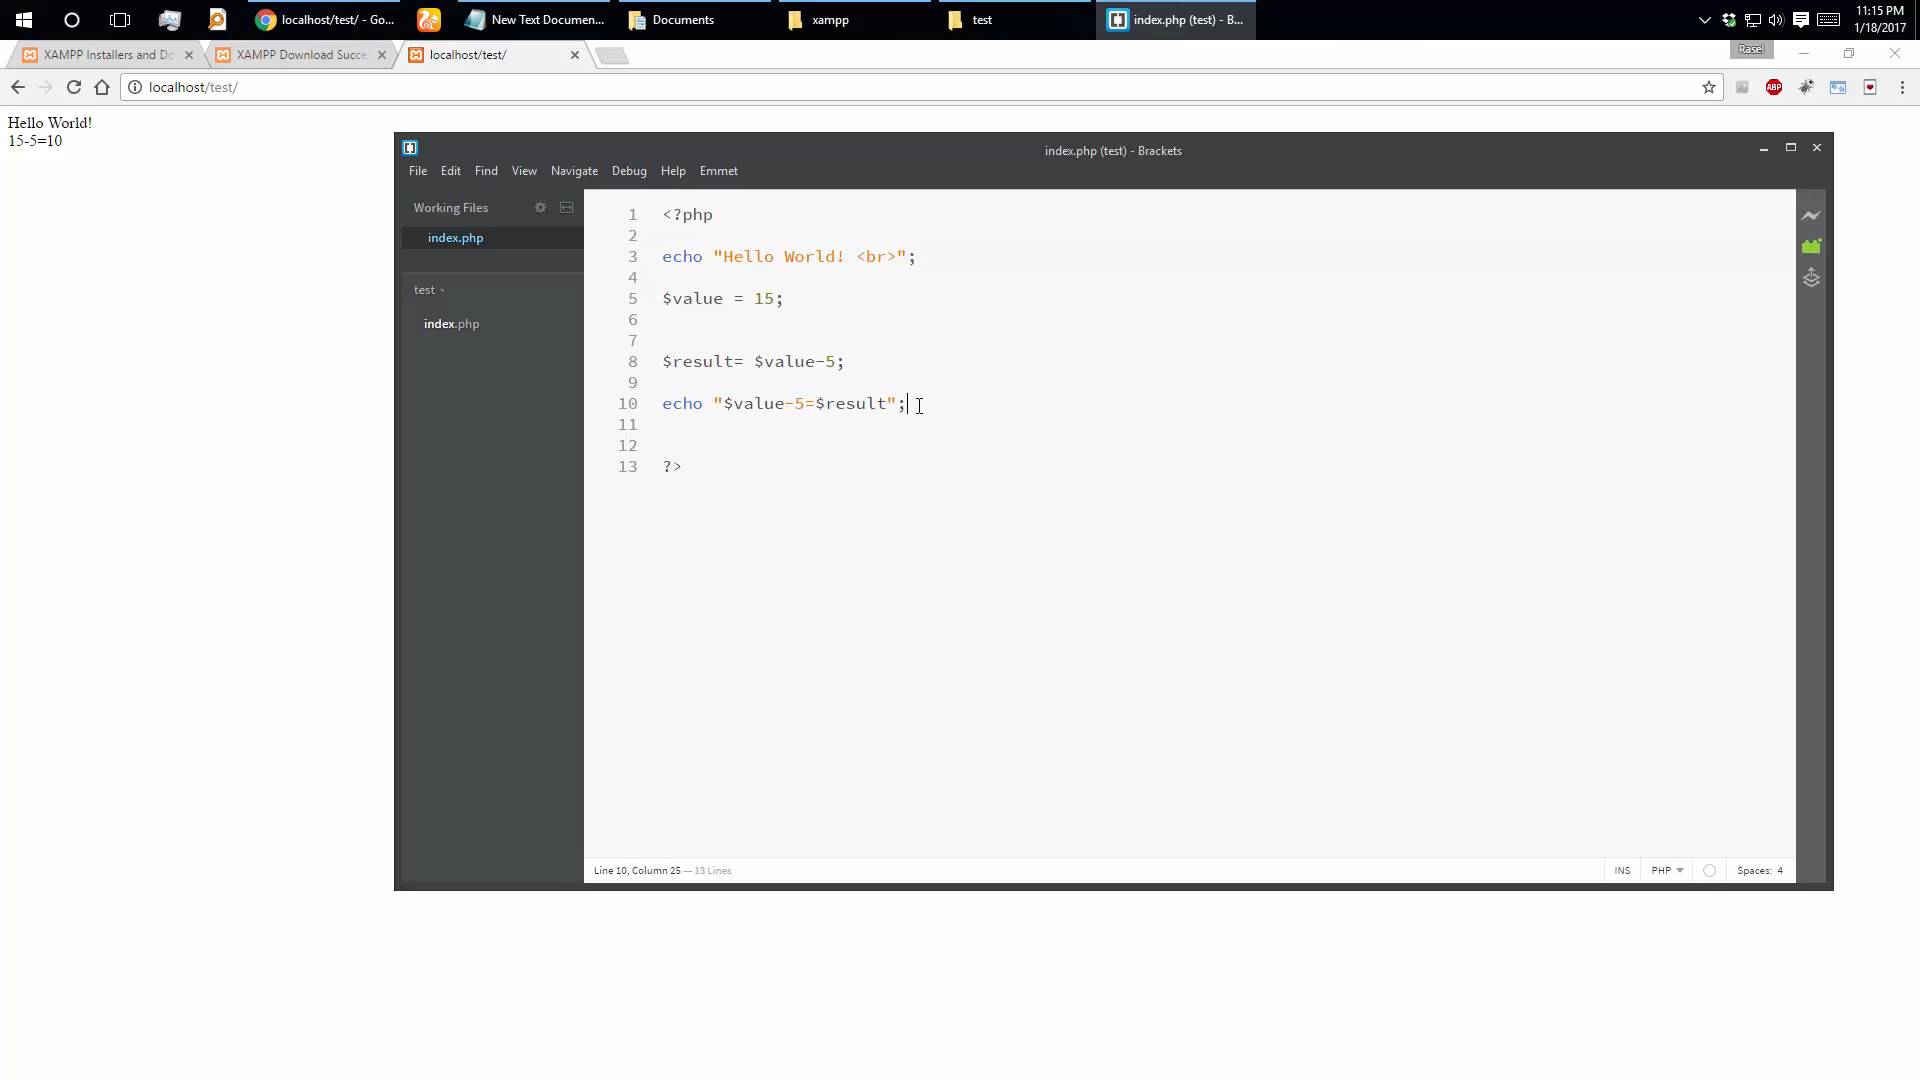 localhost/test/ - Go...
New Text Documen...
Documents
xampp
test
index.php (test) - B...
11:15 PM
1/18/2017
XAMPP Installers and Do
XAMPP Download Succe
localhost/test/
Rasel
localhost/test/
ABP
Hello World!
15-5=10
index.php (test) - Brackets
File Edit Find View Navigate Debug Help Emmet
Working Files
index.php
test
index.php
1 <?php
2
3 echo "Hello World! <br>";
4
5 $value = 15;
6
7
8 $result= $value-5;
9
10 echo "$value-5=$result";
11
12
13 ?>
Line 10, Column 25 — 13 Lines
INS
PHP
Spaces: 4